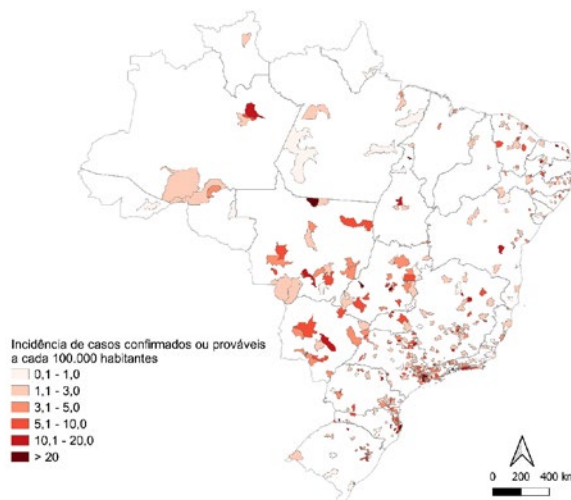 Incidência de casos confirmados ou prováveis
a cada 100.000 habitantes
0,1 - 1,0
1,1 - 3,0
3,1 - 5,0
5,1 - 10,0
10,1 - 20,0
> 20
0 200 400 km